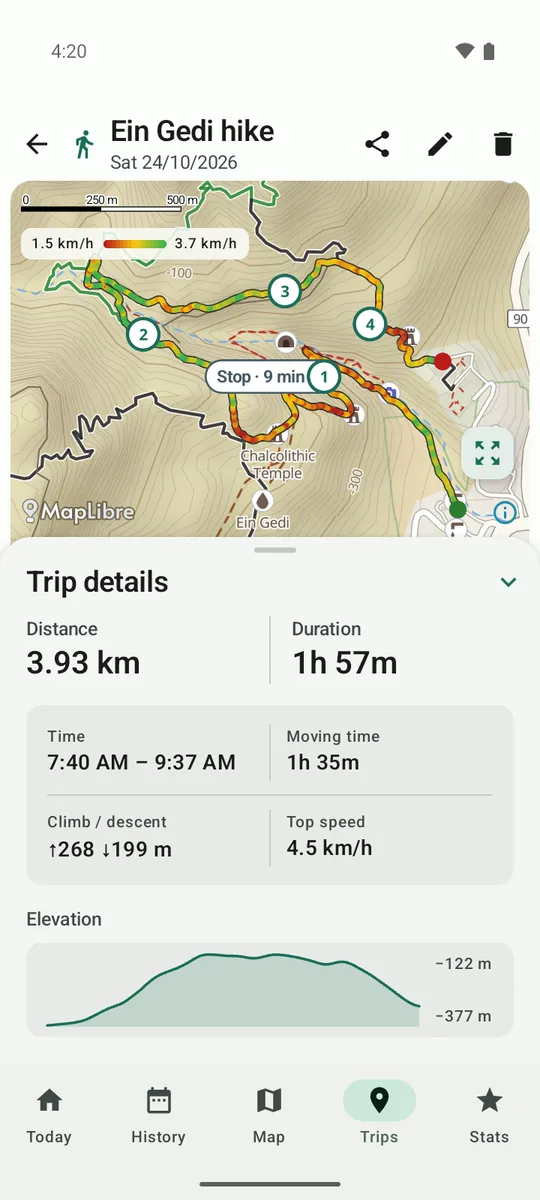 4:20
Ein Gedi hike
Sat 24/10/2026
0 250 m 500 m
1.5 km/h 3.7 km/h
-100
3
90
4
2
Stop · 9 min
1
Chalcolithic
Temple
-300
MapLibre
Ein Gedi
Trip details
Distance
3.93 km
Duration
1h 57m
Time
7:40 AM – 9:37 AM
Moving time
1h 35m
Climb / descent
↑268 ↓199 m
Top speed
4.5 km/h
Elevation
−122 m
−377 m
Today
History
Map
Trips
Stats